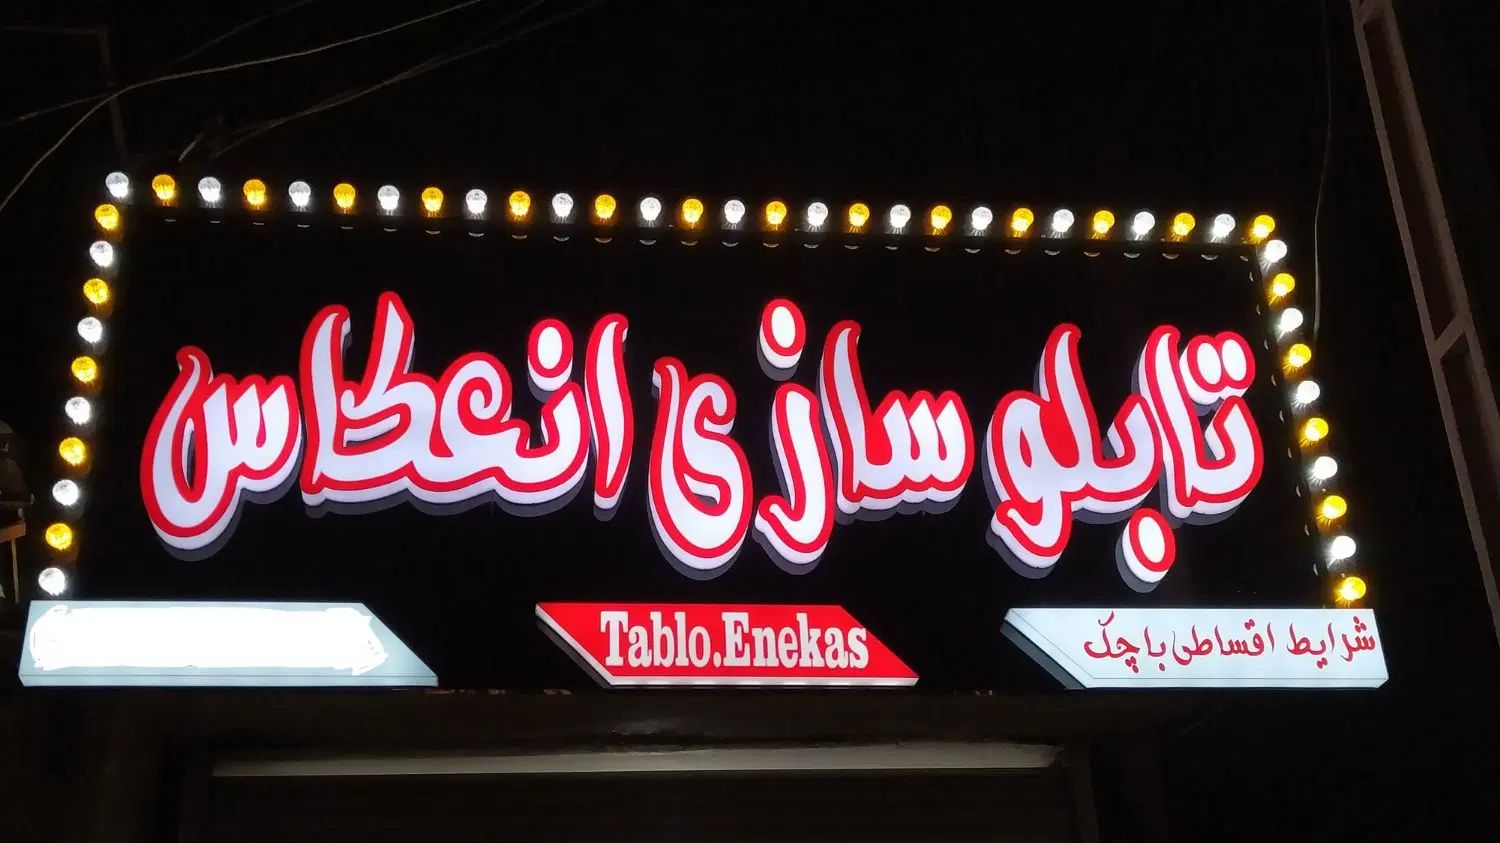 تابلو سازی انعکاس
شرایط اقساطی با چک
Tablo.Enekas